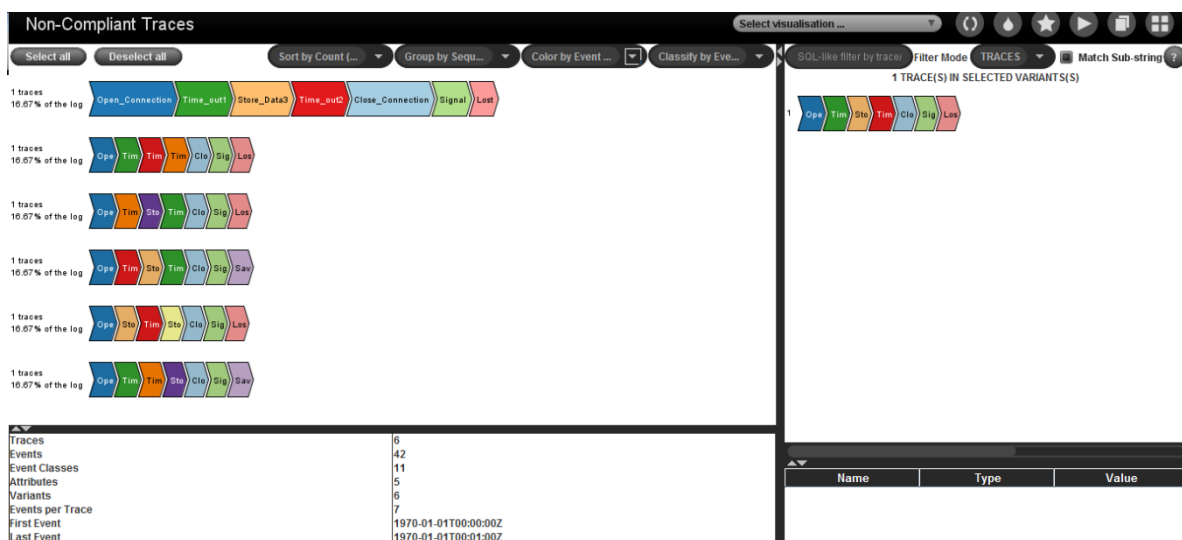 Non-Compliant Traces Select visualisation ...
Select all Deselect all Sort by Count (... Group by Sequ... Color by Event ... Classify by Eve... SQL-like filter by tracer Filter Mode TRACES Match Sub-string ?
1 TRACE(S) IN SELECTED VARIANT(S)
1 traces
16.67% of the log Open_Connection Time_out1 Store_Data3 Time_out2 Close_Connection Signal Lost
1 Ope Tim Sto Tim Clo Sig Los
1 traces
16.67% of the log Ope Tim Tim Tim Clo Sig Los
1 traces
16.67% of the log Ope Tim Sto Tim Clo Sig Los
1 traces
16.67% of the log Ope Tim Sto Tim Clo Sig Sav
1 traces
16.67% of the log Ope Sto Tim Sto Clo Sig Los
1 traces
16.67% of the log Ope Tim Tim Sto Clo Sig Sav
Traces 6
Events 42
Event Classes 11
Attributes 5
Variants 6
Events per Trace 7
First Event 1970-01-01T00:00:00Z
Last Event 1970-01-01T00:01:00Z
Name Type Value